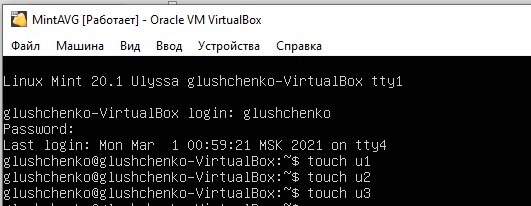 MintAVG [Работает] - Oracle VM VirtualBox
Файл Машина Вид Ввод Устройства Справка
Linux Mint 20.1 Ulyssa glushchenko-VirtualBox tty1
glushchenko-VirtualBox login: glushchenko
Password:
Last login: Mon Mar  1 00:59:21 MSK 2021 on tty4
glushchenko@glushchenko-VirtualBox:~$ touch u1
glushchenko@glushchenko-VirtualBox:~$ touch u2
glushchenko@glushchenko-VirtualBox:~$ touch u3